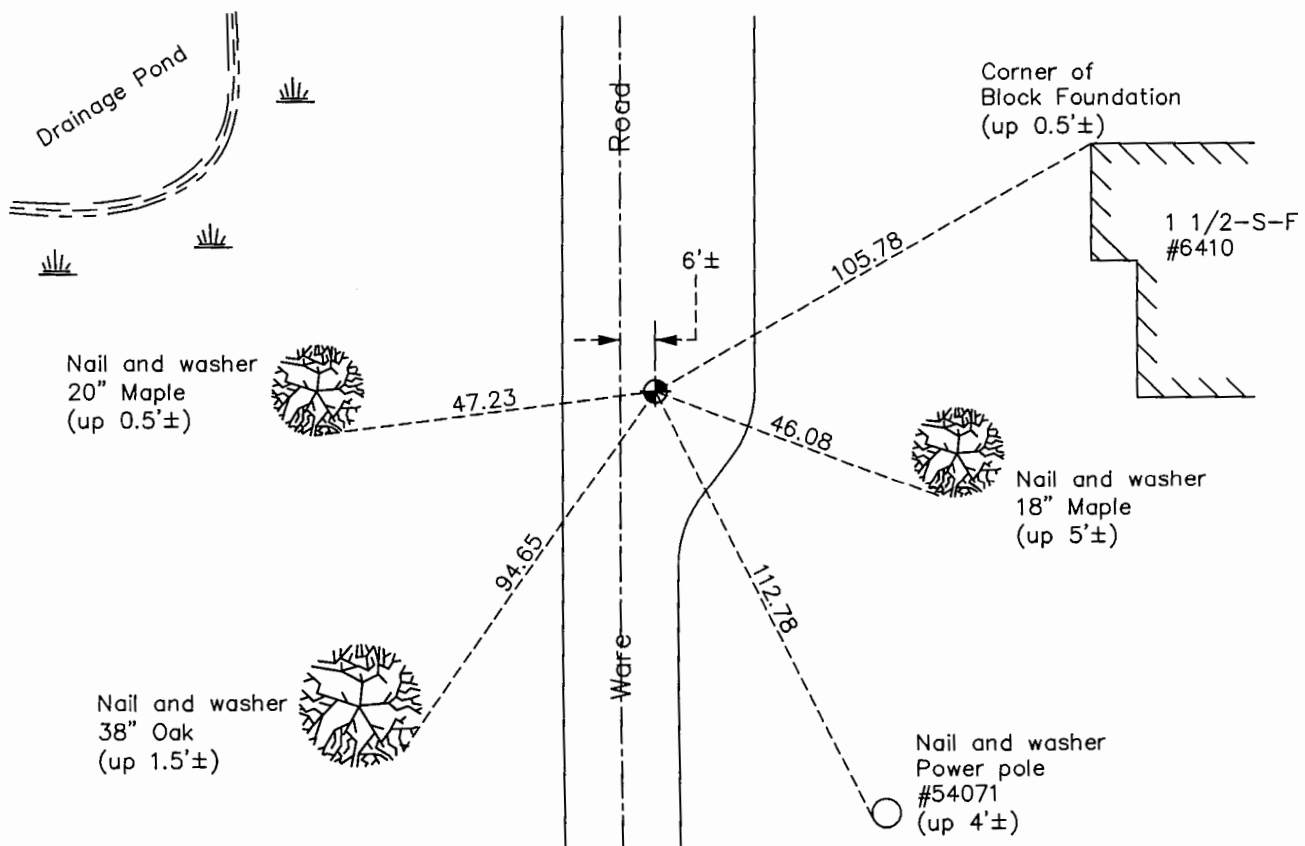 Drainage Pond
Road
Corner of
Block Foundation
(up 0.5'±)
1 1/2-S-F
#6410
105.78
6'±
Nail and washer
20" Maple
(up 0.5'±)
47.23
46.08
Nail and washer
18" Maple
(up 5'±)
94.65
112.78
Ware
Nail and washer
38" Oak
(up 1.5'±)
Nail and washer
Power pole
#54071
(up 4'±)